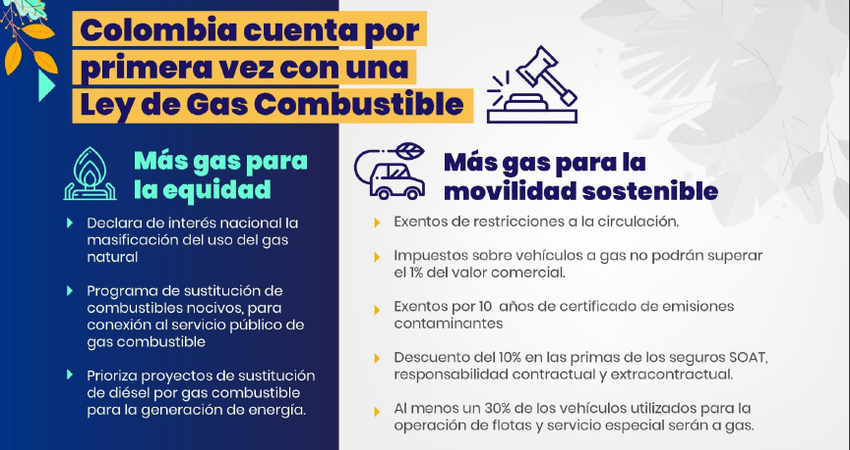 Colombia cuenta por
primera vez con una
Ley de Gas Combustible
Más gas para
la equidad
Declara de interés nacional la
masificación del uso del gas
natural
Programa de sustitución de
combustibles nocivos, para
conexión al servicio público de
gas combustible
Prioriza proyectos de sustitución
de diésel por gas combustible
para la generación de energía.
Más gas para la
movilidad sostenible
Exentos de restricciones a la circulación.
Impuestos sobre vehículos a gas no podrán superar
el 1% del valor comercial.
Exentos por 10 años de certificado de emisiones
contaminantes
Descuento del 10% en las primas de los seguros SOAT,
responsabilidad contractual y extracontractual.
Al menos un 30% de los vehículos utilizados para la
operación de flotas y servicio especial serán a gas.